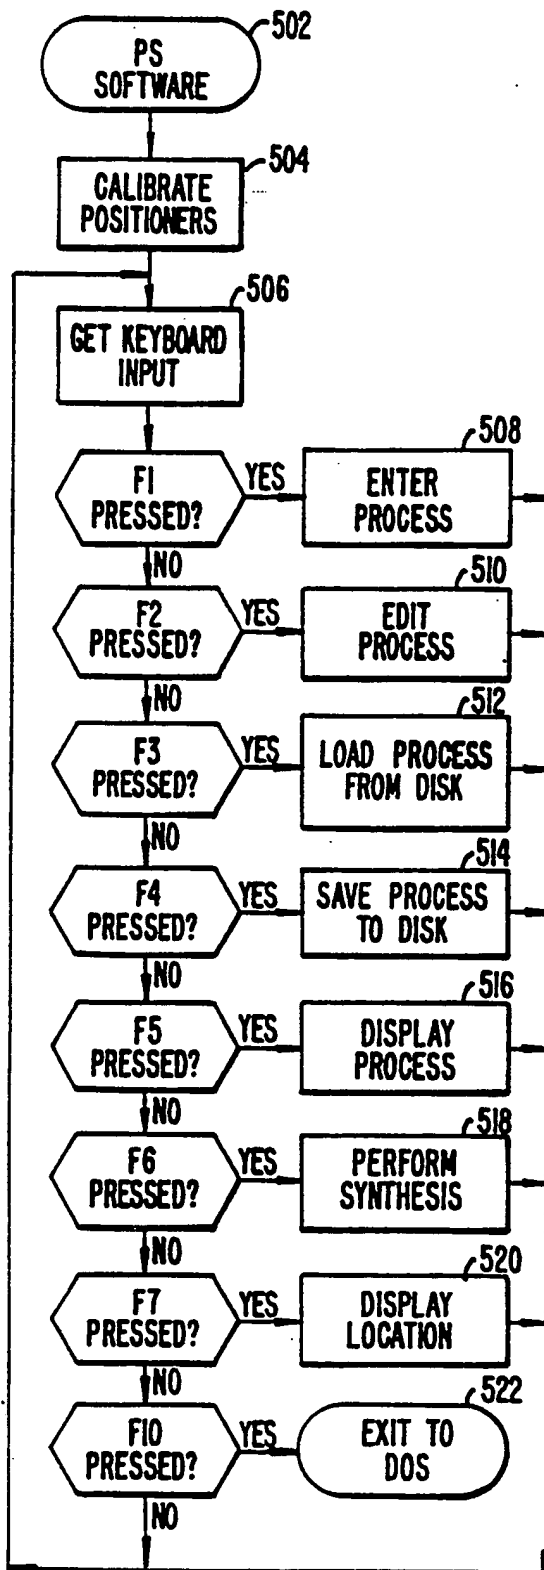 502
PS
SOFTWARE
504
CALIBRATE
POSITIONERS
506
GET KEYBOARD
INPUT
508
F1
PRESSED?
YES
ENTER
PROCESS
NO
510
F2
PRESSED?
YES
EDIT
PROCESS
NO
512
F3
PRESSED?
YES
LOAD PROCESS
FROM DISK
NO
514
F4
PRESSED?
YES
SAVE PROCESS
TO DISK
NO
516
F5
PRESSED?
YES
DISPLAY
PROCESS
NO
518
F6
PRESSED?
YES
PERFORM
SYNTHESIS
NO
520
F7
PRESSED?
YES
DISPLAY
LOCATION
NO
522
F10
PRESSED?
YES
EXIT TO
DOS
NO